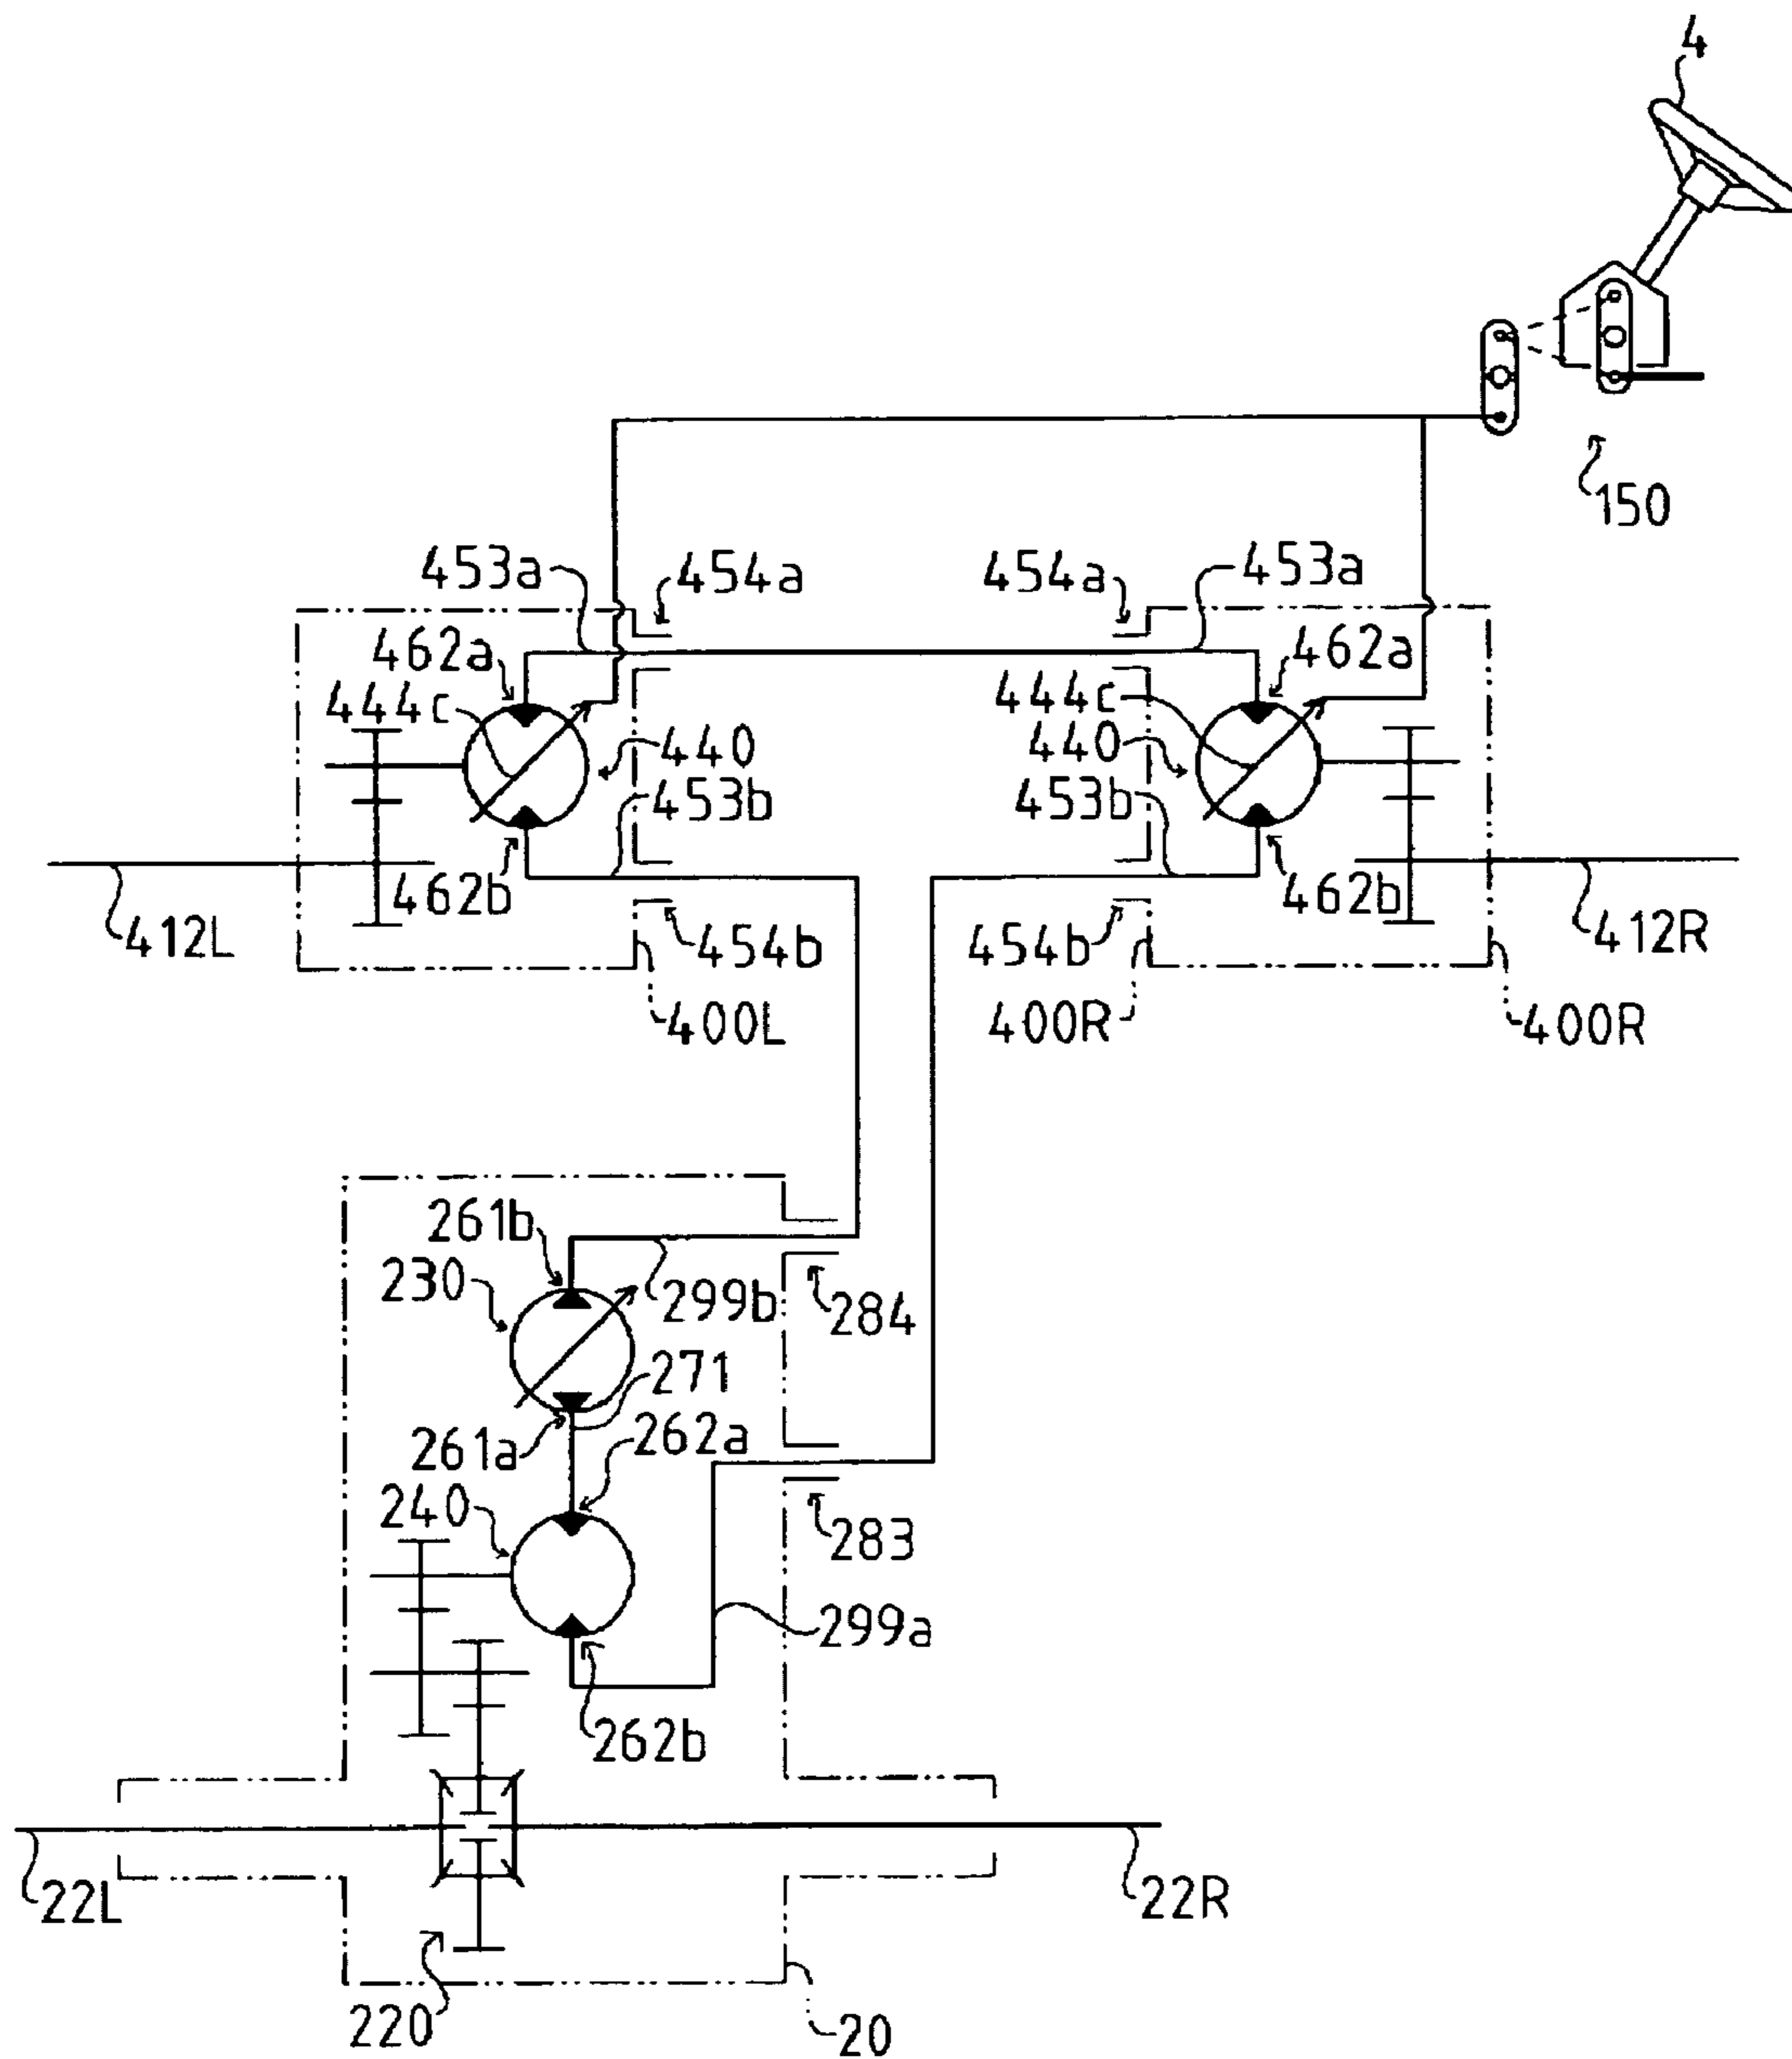 4
150
453a 454a 454a 453a
462a 462a
444c 444c
440 440
453b 453b
462b 462b
412L 454b 454b 412R
400L 400R 400R
261b
230 299b 284
271
261a 262a
240 283
299a
262b
22L 22R
220 20